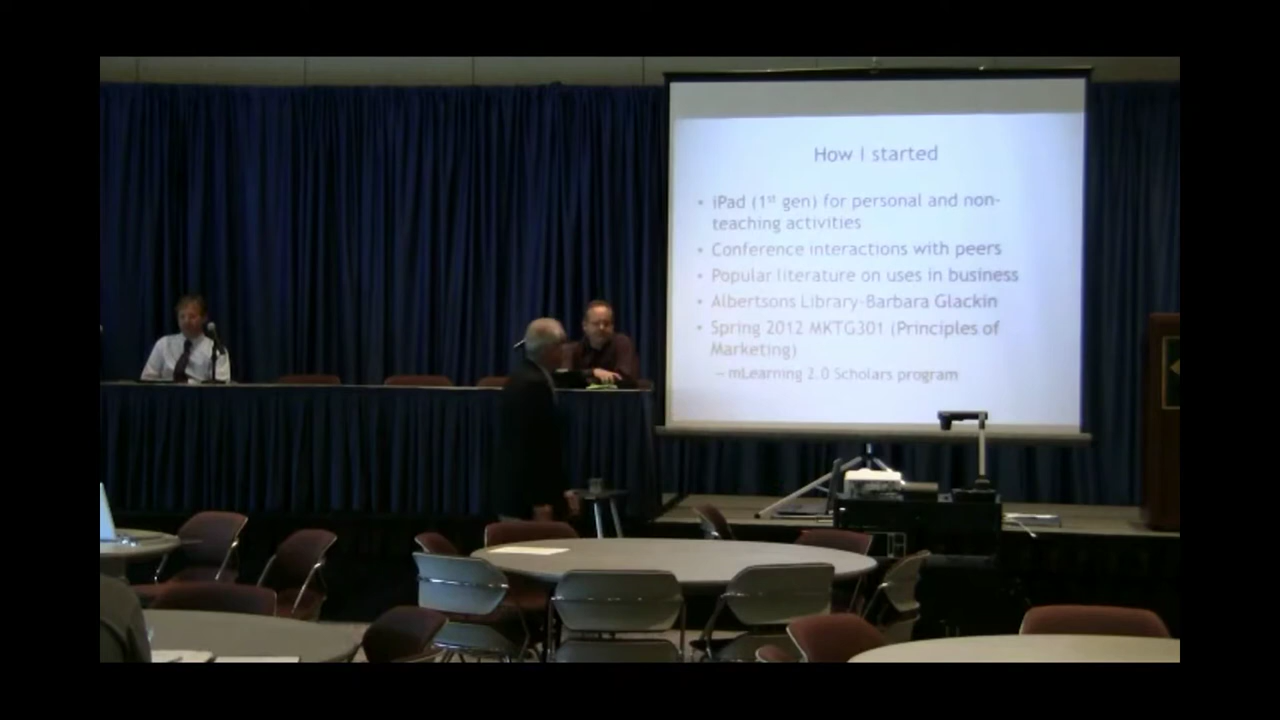 How I started
• iPad (1st gen) for personal and non-
teaching activities
• Conference interactions with peers
• Popular literature on uses in business
• Albertsons Library-Barbara Glackin
• Spring 2012 MKTG301 (Principles of
Marketing)
– mLearning 2.0 Scholars program